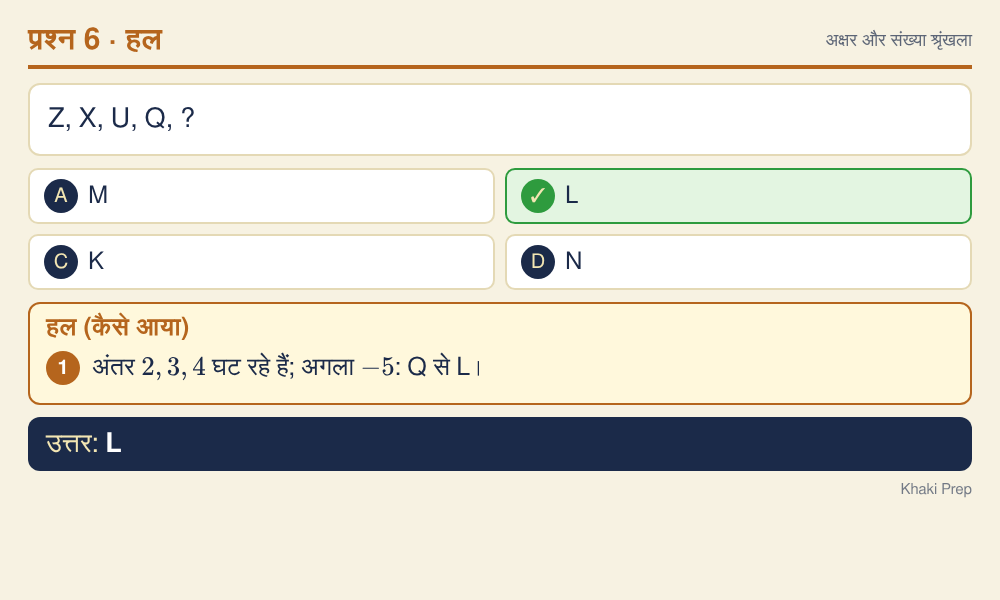 प्रश्न 6 · हल
अक्षर और संख्या श्रृंखला
Z, X, U, Q, ?
A M
✓ L
C K
D N
हल (कैसे आया)
1 अंतर 2, 3, 4 घट रहे हैं; अगला −5: Q से L।
उत्तर: L
Khaki Prep